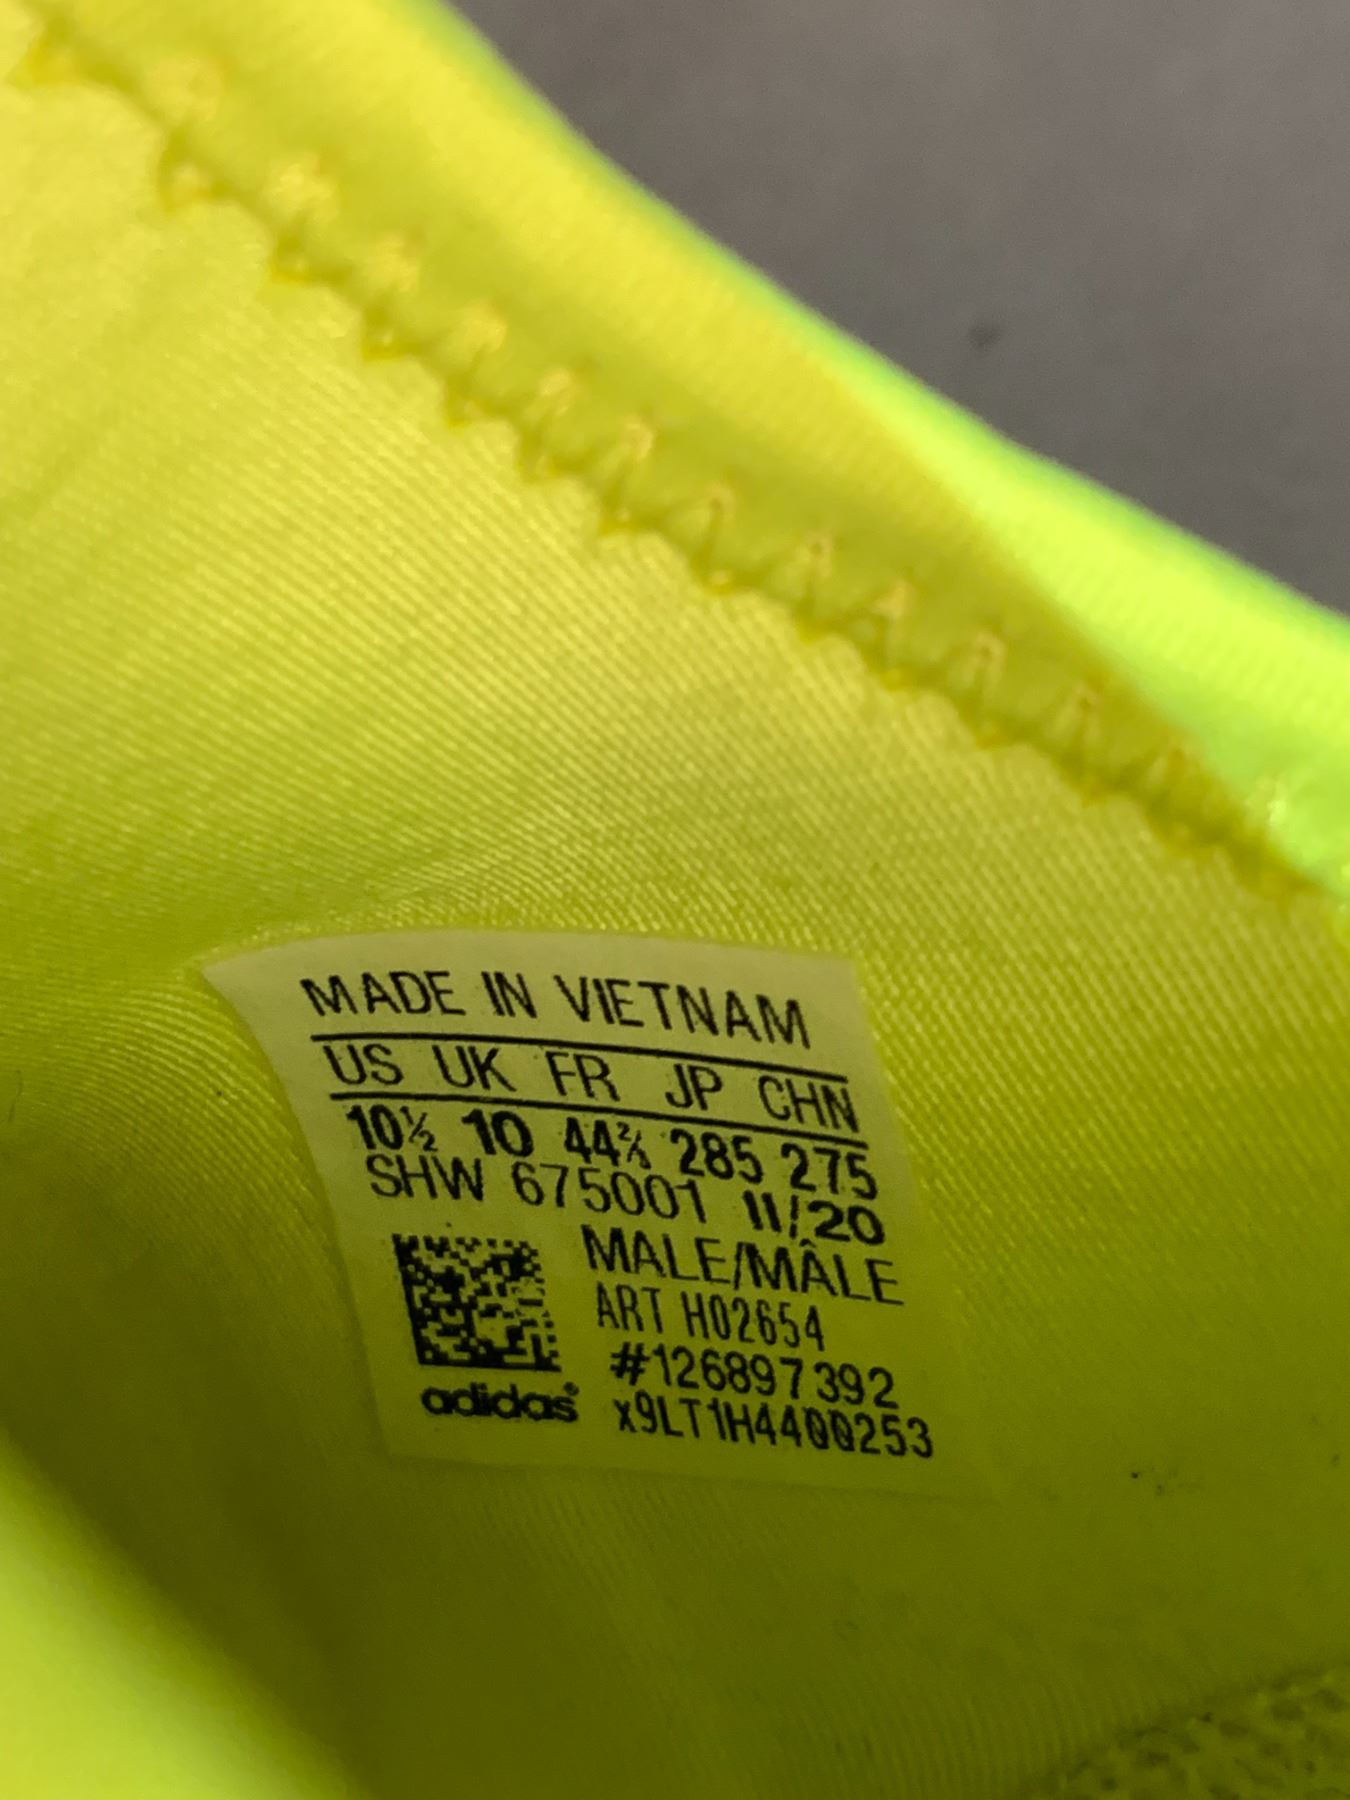 MADE IN VIETNAM
US UK FR JP CHN
10½ 10 44⅔ 285 275
SHW 675001 11/20
MALE/MÂLE
ART H02654
#126897392
adidas®
x9LT1H4400253